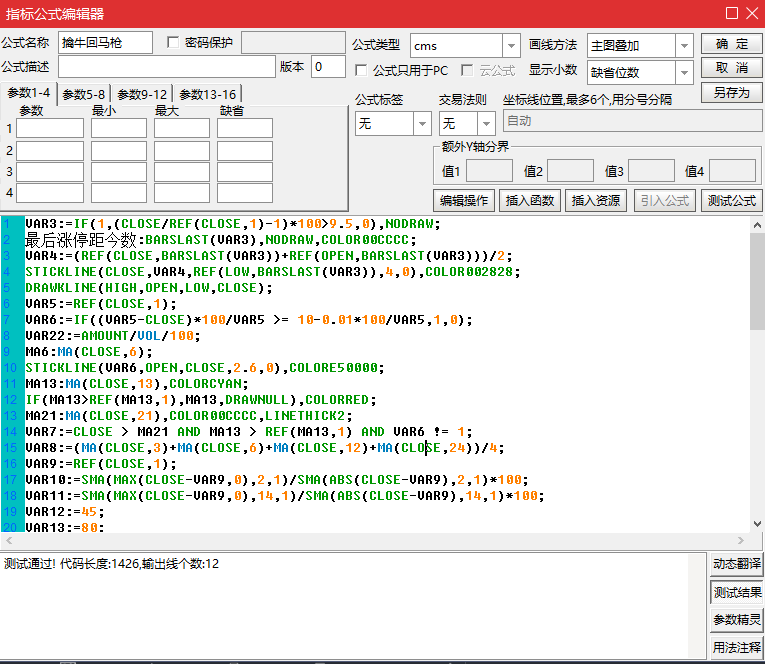 指标公式编辑器
公式名称 擒牛回马枪 密码保护 公式类型 cms 画线方法 主图叠加 确 定
公式描述 版本 0 公式只用于PC 云公式 显示小数 缺省位数 取 消
参数1-4 参数5-8 参数9-12 参数13-16 公式标签 交易法则 坐标线位置,最多6个,用分号分隔 另存为
参数 最小 最大 缺省 无 无 自动
1
2
3
4
额外Y轴分界
值1 值2 值3 值4
编辑操作 插入函数 插入资源 引入公式 测试公式
1 VAR3:=IF(1,(CLOSE/REF(CLOSE,1)-1)*100>9.5,0),NODRAW;
2 最后涨停距今数:BARSLAST(VAR3),NODRAW,COLOR00CCCC;
3 VAR4:=(REF(CLOSE,BARSLAST(VAR3))+REF(OPEN,BARSLAST(VAR3)))/2;
4 STICKLINE(CLOSE,VAR4,REF(LOW,BARSLAST(VAR3)),4,0),COLOR002828;
5 DRAWKLINE(HIGH,OPEN,LOW,CLOSE);
6 VAR5:=REF(CLOSE,1);
7 VAR6:=IF((VAR5-CLOSE)*100/VAR5 >= 10-0.01*100/VAR5,1,0);
8 VAR22:=AMOUNT/VOL/100;
9 MA6:MA(CLOSE,6);
10 STICKLINE(VAR6,OPEN,CLOSE,2.6,0),COLORE50000;
11 MA13:MA(CLOSE,13),COLORCYAN;
12 IF(MA13>REF(MA13,1),MA13,DRAWNULL),COLORRED;
13 MA21:MA(CLOSE,21),COLOR00CCCC,LINETHICK2;
14 VAR7:=CLOSE > MA21 AND MA13 > REF(MA13,1) AND VAR6 != 1;
15 VAR8:=(MA(CLOSE,3)+MA(CLOSE,6)+MA(CLOSE,12)+MA(CLOSE,24))/4;
16 VAR9:=REF(CLOSE,1);
17 VAR10:=SMA(MAX(CLOSE-VAR9,0),2,1)/SMA(ABS(CLOSE-VAR9),2,1)*100;
18 VAR11:=SMA(MAX(CLOSE-VAR9,0),14,1)/SMA(ABS(CLOSE-VAR9),14,1)*100;
19 VAR12:=45;
20 VAR13:=80;
测试通过! 代码长度:1426,输出线个数:12
动态翻译
测试结果
参数精灵
用法注释